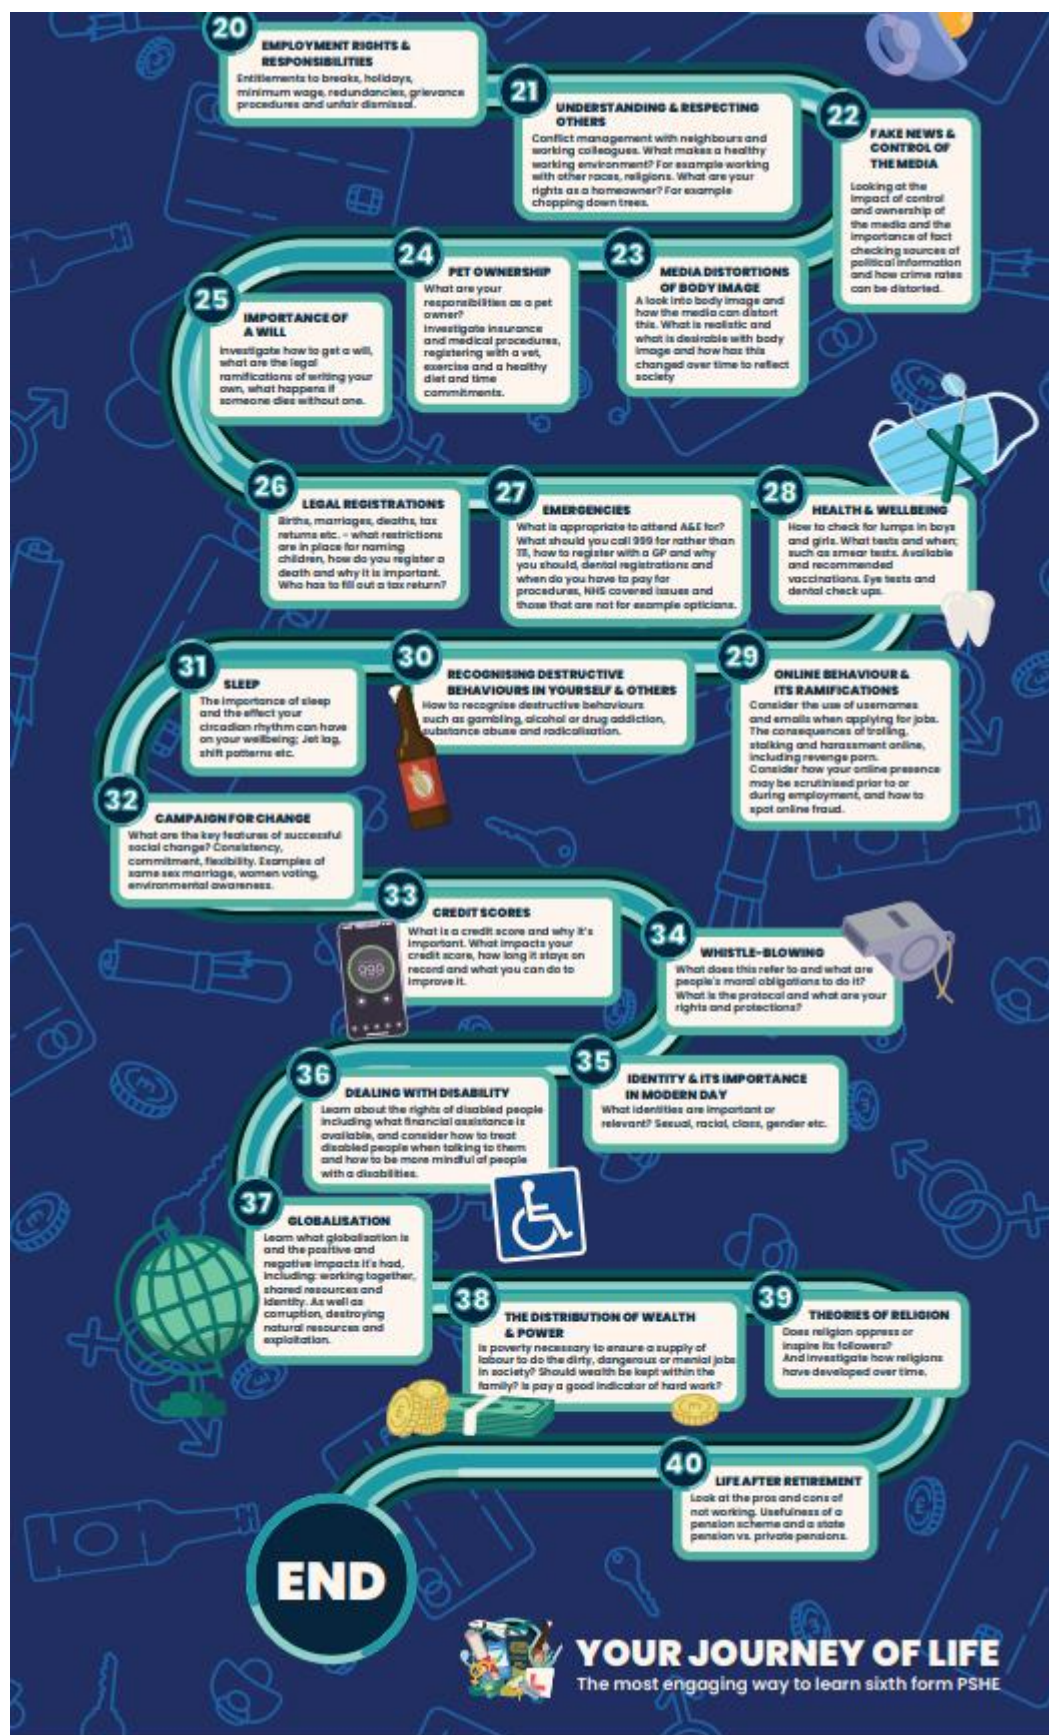 20
EMPLOYMENT RIGHTS &
RESPONSIBILITIES
Entitlements to breaks, holidays,
minimum wage, redundancies, grievance
procedures and unfair dismissal.
21
UNDERSTANDING & RESPECTING
OTHERS
Conflict management with neighbours and
working colleagues. What makes a healthy
working environment? For example working
with other races, religions. What are your
rights as a homeowner? For example
chopping down trees.
22
FAKE NEWS &
CONTROL OF
THE MEDIA
Looking at the
impact of control
and ownership of
the media and the
importance of fact
checking sources of
political information
and how crime rates
can be distorted.
23
MEDIA DISTORTIONS
OF BODY IMAGE
A look into body image and
how the media can distort
this. What is realistic and
what is desirable with body
image and how has this
changed over time to reflect
society
24
PET OWNERSHIP
What are your
responsibilities as a pet
owner?
Investigate insurance
and medical procedures,
registering with a vet,
exercise and a healthy
diet and time
commitments.
25
IMPORTANCE OF
A WILL
Investigate how to get a will,
what are the legal
ramifications of writing your
own, what happens if
someone dies without one.
26
LEGAL REGISTRATIONS
Births, marriages, deaths, tax
returns etc. - what restrictions
are in place for naming
children, how do you register a
death and why it is important.
Who has to fill out a tax return?
27
EMERGENCIES
What is appropriate to attend A&E for?
What should you call 999 for rather than
111, how to register with a GP and why
you should, dental registrations and
when do you have to pay for
procedures, NHS covered issues and
those that are not for example opticians.
28
HEALTH & WELLBEING
How to check for lumps in boys
and girls. What tests and when;
such as smear tests. Available
and recommended
vaccinations. Eye tests and
dental check ups.
29
ONLINE BEHAVIOUR &
ITS RAMIFICATIONS
Consider the use of usernames
and emails when applying for jobs.
The consequences of trolling,
stalking and harassment online,
including revenge porn.
Consider how your online presence
may be scrutinised prior to or
during employment, and how to
spot online fraud.
30
RECOGNISING DESTRUCTIVE
BEHAVIOURS IN YOURSELF & OTHERS
How to recognise destructive behaviours
such as gambling, alcohol or drug addiction,
substance abuse and radicalisation.
31
SLEEP
The importance of sleep
and the effect your
circadian rhythm can have
on your wellbeing; Jet lag,
shift patterns etc.
32
CAMPAIGN FOR CHANGE
What are the key features of successful
social change? Consistency,
commitment, flexibility. Examples of
same sex marriage, women voting,
environmental awareness.
33
CREDIT SCORES
What is a credit score and why it's
important. What impacts your
credit score, how long it stays on
record and what you can do to
improve it.
999
34
WHISTLE-BLOWING
What does this refer to and what are
people's moral obligations to do it?
What is the protocol and what are your
rights and protections?
35
IDENTITY & ITS IMPORTANCE
IN MODERN DAY
What identities are important or
relevant? Sexual, racial, class, gender etc.
36
DEALING WITH DISABILITY
Learn about the rights of disabled people
including what financial assistance is
available, and consider how to treat
disabled people when talking to them
and how to be more mindful of people
with a disabilities.
37
GLOBALISATION
Learn what globalisation is
and the positive and
negative impacts it's had,
including: working together,
shared resources and
identity. As well as
corruption, destroying
natural resources and
exploitation.
38
THE DISTRIBUTION OF WEALTH
& POWER
Is poverty necessary to ensure a supply of
labour to do the dirty, dangerous or menial jobs
in society? Should wealth be kept within the
family? Is pay a good indicator of hard work?
39
THEORIES OF RELIGION
Does religion oppress or
inspire its followers?
And investigate how religions
have developed over time.
40
LIFE AFTER RETIREMENT
Look at the pros and cons of
not working. Usefulness of a
pension scheme and a state
pension vs. private pensions.
END
YOUR JOURNEY OF LIFE
The most engaging way to learn sixth form PSHE